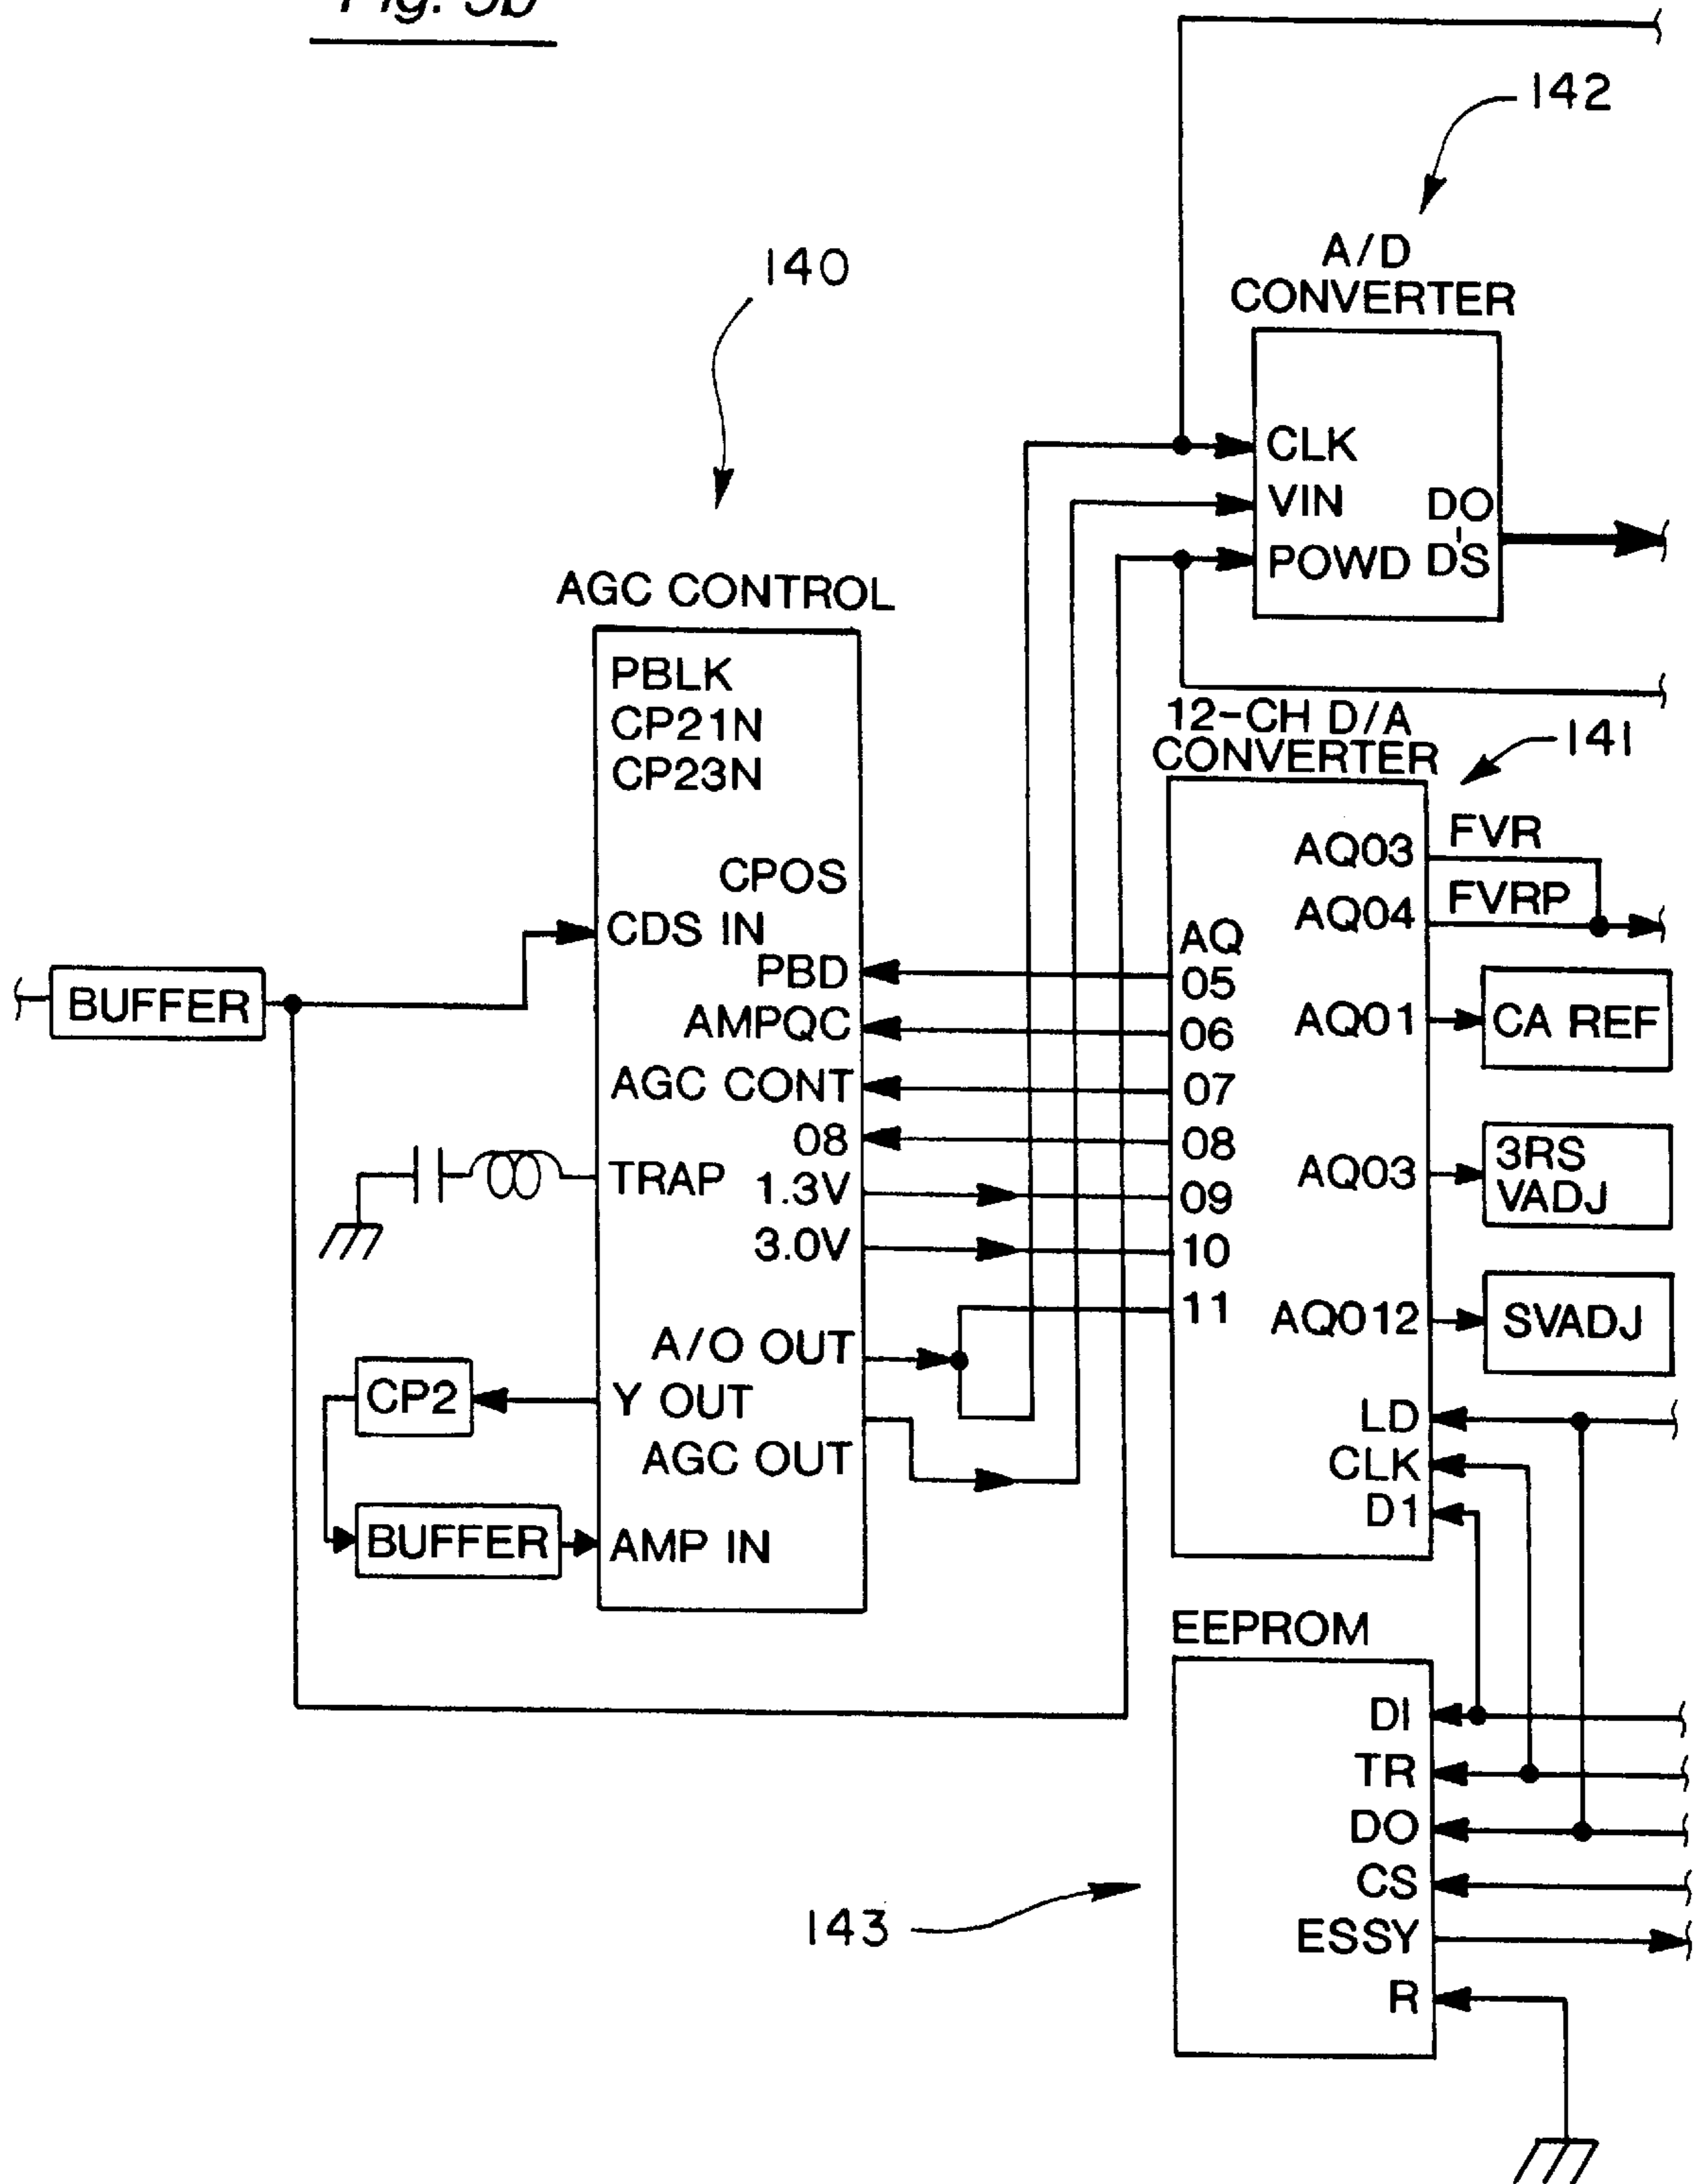 Fig. 5b
142
A/D
CONVERTER
140
CLK
VIN
POWD
DO
D'S
AGC CONTROL
PBLK
CP21N
CP23N
CPOS
CDS IN
PBD
AMPQC
AGC CONT
08
TRAP
1.3V
3.0V
A/O OUT
Y OUT
AGC OUT
AMP IN
BUFFER
CP2
BUFFER
12-CH D/A
CONVERTER
141
AQ03
FVR
AQ04
FVRP
AQ
05
06
07
08
09
10
11
AQ01
CA REF
AQ03
3RS
VADJ
AQ012
SVADJ
LD
CLK
D1
EEPROM
DI
TR
DO
CS
ESSY
R
143